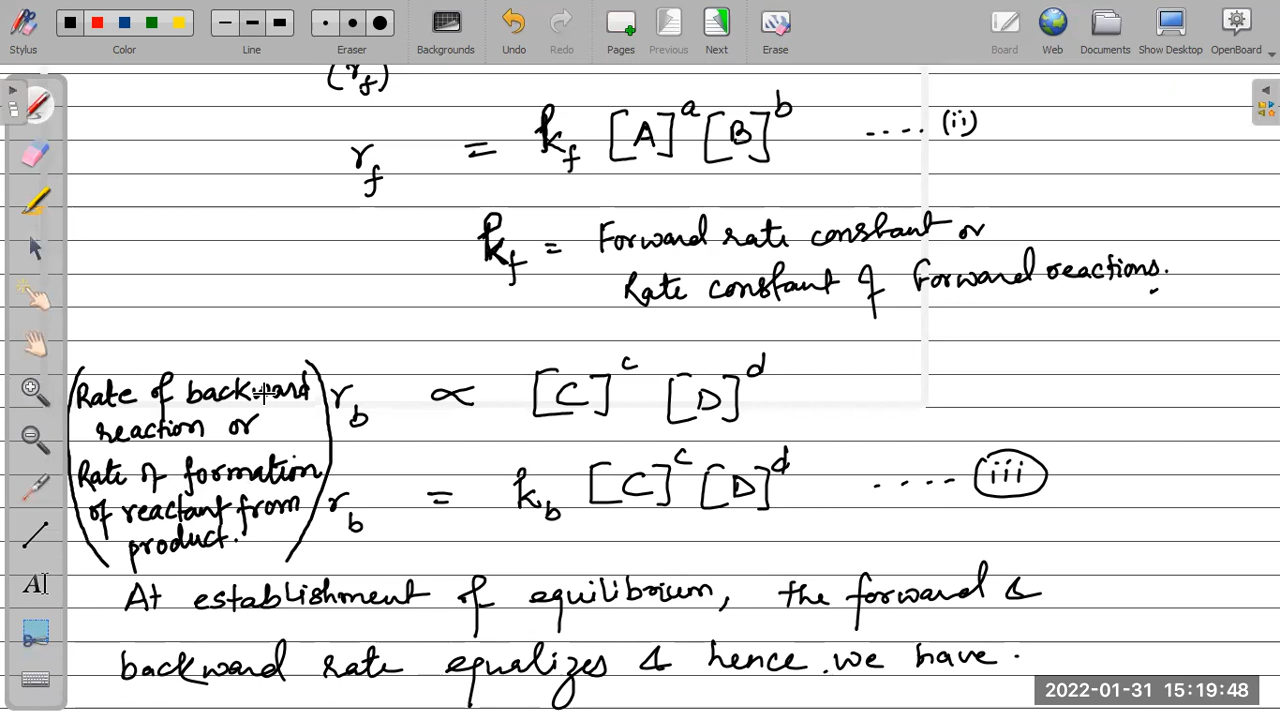 Stylus Color Line Eraser Backgrounds Undo Redo Pages Previous Next Erase Board Web Documents Show Desktop OpenBoard
(r_f)
r_f = k_f [A]^a [B]^b .... (ii)
k_f = Forward rate constant or
Rate constant of forward reactions.
(Rate of backward r_b ∝ [C]^c [D]^d
reaction or
Rate of formation
of reactant from r_b = k_b [C]^c [D]^d ..... iii
product.)
At establishment of equilibrium, the forward &
backward rate equalizes & hence we have.
2022-01-31 15:19:48